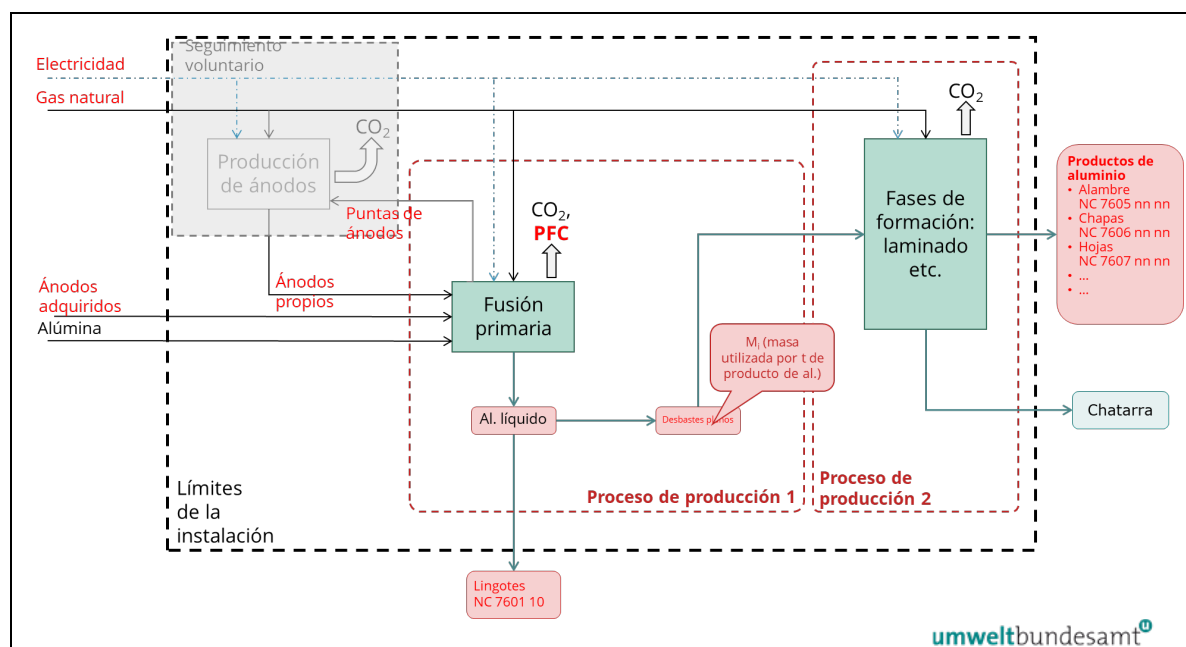 Seguimiento
voluntario
Electricidad
Gas natural
CO2
Producción
de ánodos
Puntas de
ánodos
CO2,
PFC
CO2
Fases de
formación:
laminado
etc.
Productos de
aluminio
• Alambre
NC 7605 nn nn
• Chapas
NC 7606 nn nn
• Hojas
NC 7607 nn nn
• ...
• ...
Ánodos
adquiridos
Alúmina
Ánodos
propios
Fusión
primaria
Mi (masa
utilizada por t de
producto de al.)
Al. líquido
Desbastes planos
Chatarra
Límites
de la
instalación
Proceso de producción 1
Proceso de
producción 2
Lingotes
NC 7601 10
umweltbundesamt u